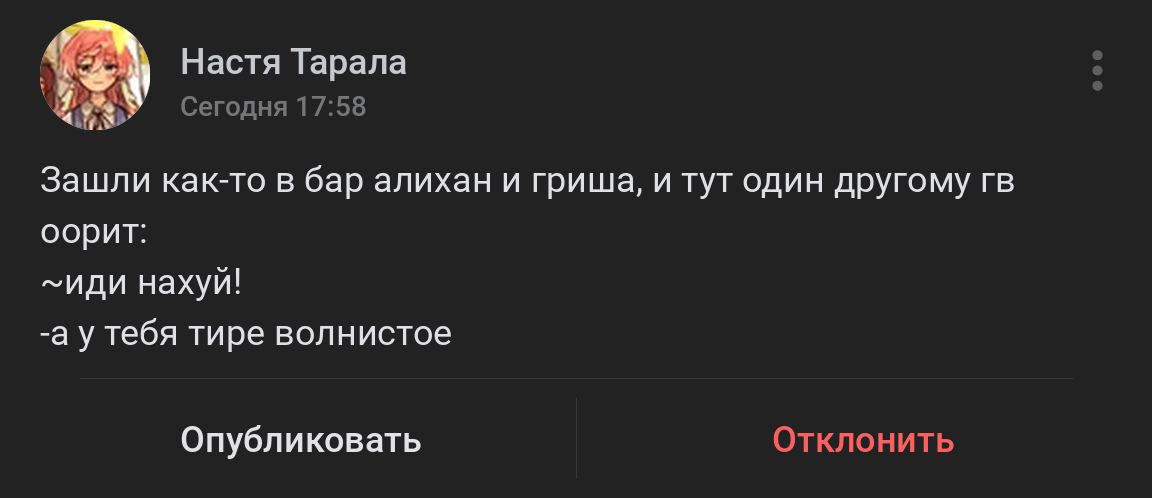 Настя Тарала
Сегодня 17:58
Зашли как-то в бар алихан и гриша, и тут один другому гв
оорит:
~иди нахуй!
-а у тебя тире волнистое
Опубликовать
Отклонить